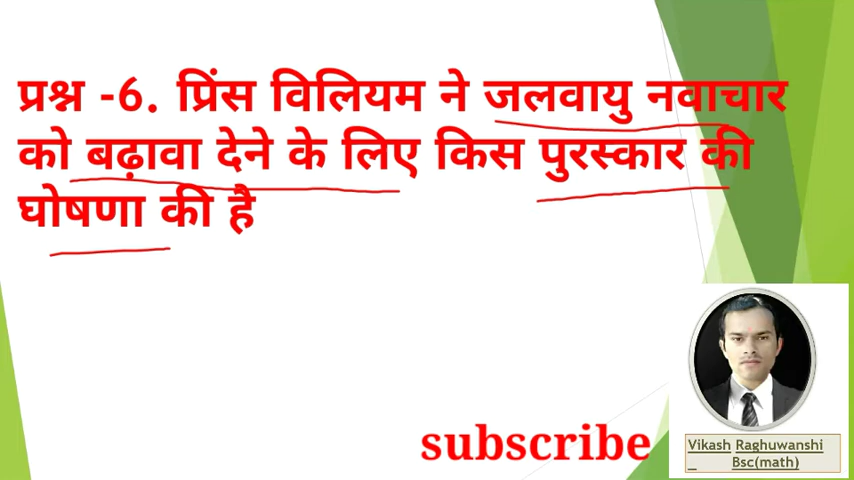 प्रश्न -6. प्रिंस विलियम ने जलवायु नवाचार
को बढ़ावा देने के लिए किस पुरस्कार की
घोषणा की है
subscribe
Vikash Raghuwanshi
_ Bsc(math)